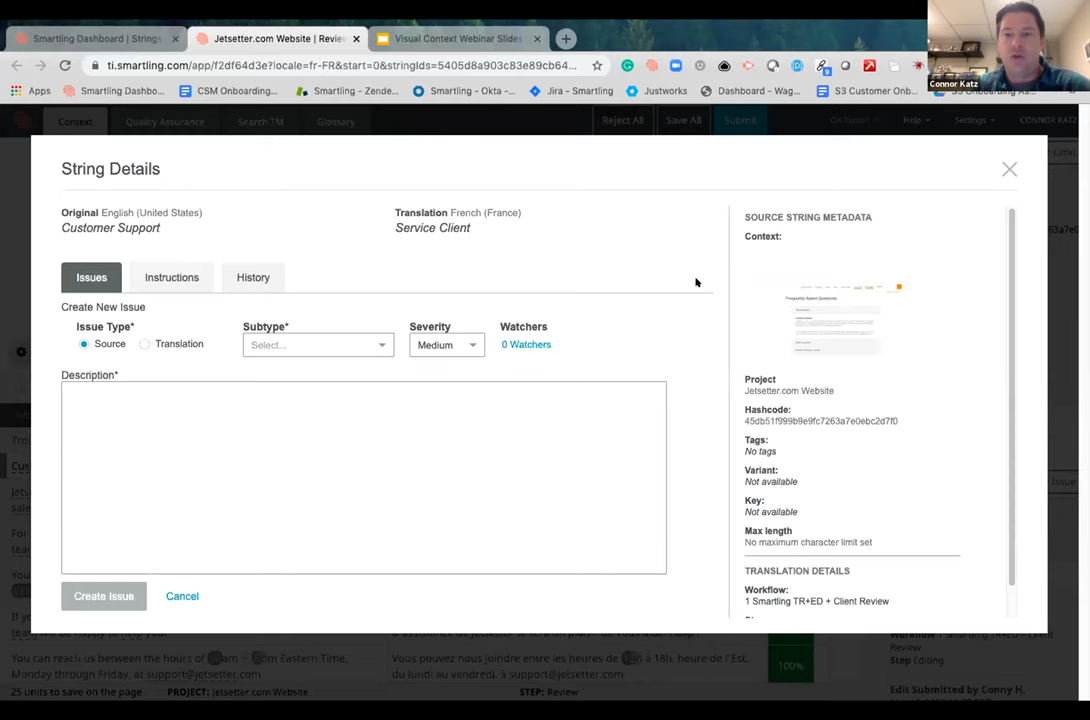 Smartling Dashboard | Strings
Jetsetter.com Website | Review
Visual Context Webinar Slides
ti.smartling.com/app/f2df64d3e?locale=fr-FR&start=0&stringIds=5405d8a903c83e89cb64...
Apps
Smartling Dashbo...
CSM Onboarding...
Smartling - Zende...
Smartling - Okta -...
Jira - Smartling
Justworks
Dashboard - Wag...
S3 Customer Onb...
S3 Onboarding As...
Connor Katz
Context
Quality Assurance
Search TM
Glossary
Reject All
Save All
Submit
Help
Settings
CONNOR KATZ
String Details
Original English (United States)
Customer Support
Translation French (France)
Service Client
Issues
Instructions
History
Create New Issue
Issue Type*
Source
Translation
Subtype*
Select...
Severity
Medium
Watchers
0 Watchers
Description*
Create Issue
Cancel
SOURCE STRING METADATA
Context:
Frequently Asked Questions
Project
Jetsetter.com Website
Hashcode:
45db51f999b9e9fc7263a7e0ebc2d7f0
Tags:
No tags
Variant:
Not available
Key:
Not available
Max length
No maximum character limit set
TRANSLATION DETAILS
Workflow:
1 Smartling TR+ED + Client Review
You can reach us between the hours of am – pm Eastern Time,
Monday through Friday, at support@jetsetter.com
Vous pouvez nous joindre entre les heures de à 18h, heure de l'Est,
du lundi au vendredi, à support@jetsetter.com
100%
Workflow 1 Smartling TR+ED – Client
Review
Step Editing
Edit Submitted by Conny H.
25 units to save on the page
PROJECT: Jetsetter.com Website
STEP: Review